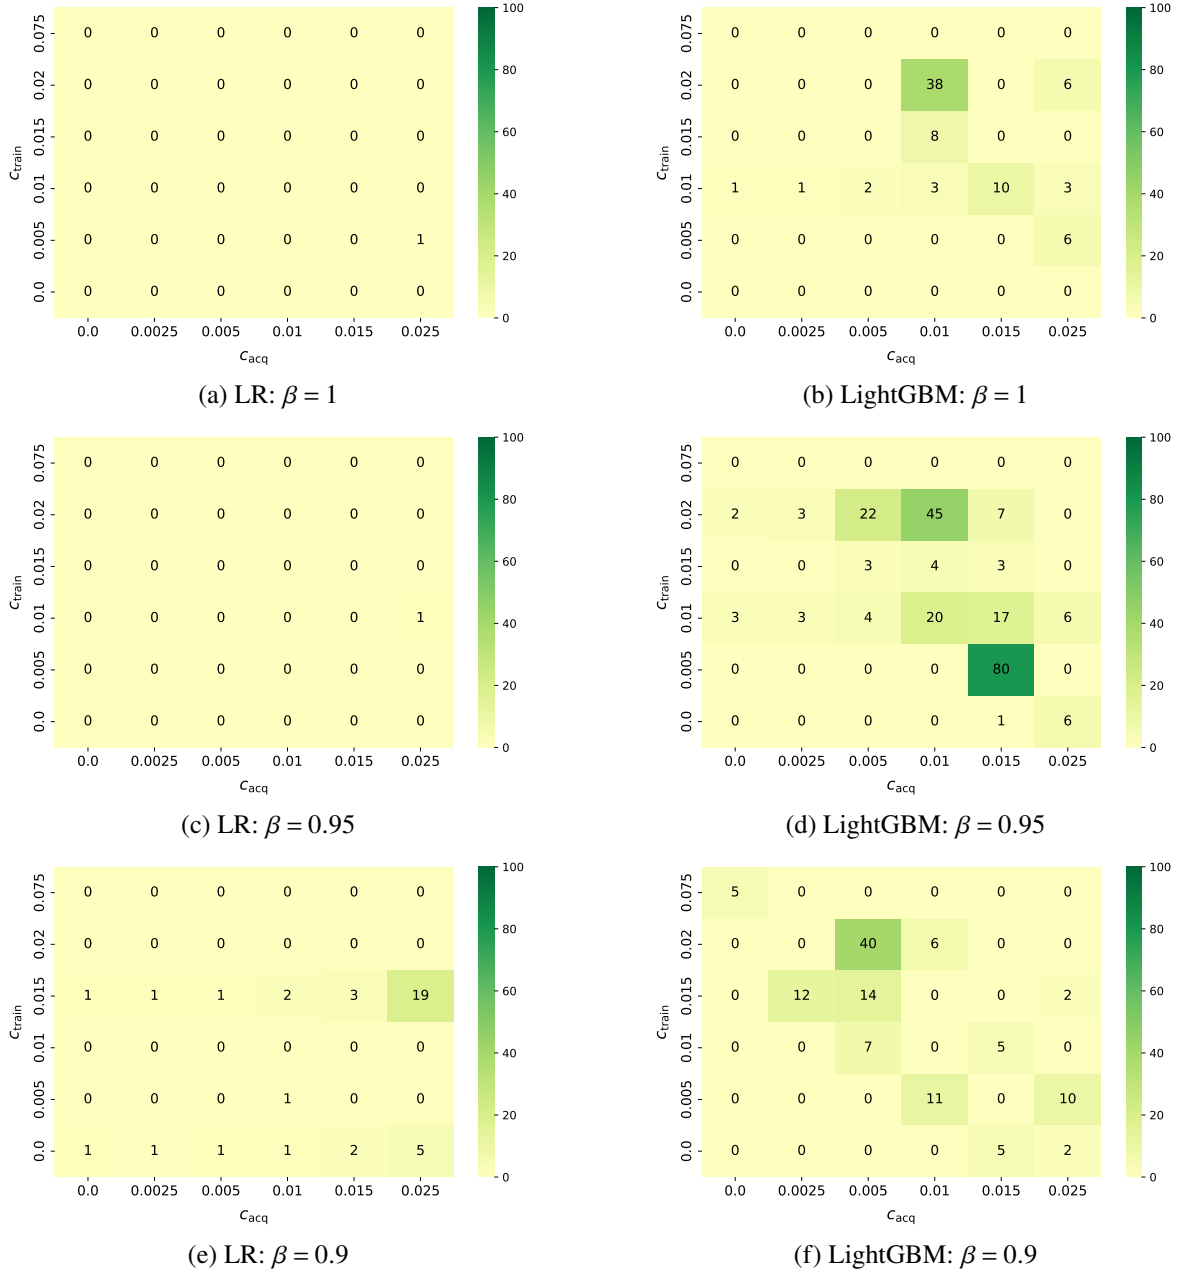 0.075 0 0 0 0 0 0
0.02 0 0 0 0 0 0
0.015 0 0 0 0 0 0
0.01 0 0 0 0 0 0
0.005 0 0 0 0 0 1
0.0 0 0 0 0 0 0
c_train
0.0 0.0025 0.005 0.01 0.015 0.025
c_acq
100
80
60
40
20
0
(a) LR: β = 1
0.075 0 0 0 0 0 0
0.02 0 0 0 38 0 6
0.015 0 0 0 8 0 0
0.01 1 1 2 3 10 3
0.005 0 0 0 0 0 6
0.0 0 0 0 0 0 0
c_train
0.0 0.0025 0.005 0.01 0.015 0.025
c_acq
100
80
60
40
20
0
(b) LightGBM: β = 1
0.075 0 0 0 0 0 0
0.02 0 0 0 0 0 0
0.015 0 0 0 0 0 0
0.01 0 0 0 0 0 1
0.005 0 0 0 0 0 0
0.0 0 0 0 0 0 0
c_train
0.0 0.0025 0.005 0.01 0.015 0.025
c_acq
100
80
60
40
20
0
(c) LR: β = 0.95
0.075 0 0 0 0 0 0
0.02 2 3 22 45 7 0
0.015 0 0 3 4 3 0
0.01 3 3 4 20 17 6
0.005 0 0 0 0 80 0
0.0 0 0 0 0 1 6
c_train
0.0 0.0025 0.005 0.01 0.015 0.025
c_acq
100
80
60
40
20
0
(d) LightGBM: β = 0.95
0.075 0 0 0 0 0 0
0.02 0 0 0 0 0 0
0.015 1 1 1 2 3 19
0.01 0 0 0 0 0 0
0.005 0 0 0 1 0 0
0.0 1 1 1 1 2 5
c_train
0.0 0.0025 0.005 0.01 0.015 0.025
c_acq
100
80
60
40
20
0
(e) LR: β = 0.9
0.075 5 0 0 0 0 0
0.02 0 0 40 6 0 0
0.015 0 12 14 0 0 2
0.01 0 0 7 0 5 0
0.005 0 0 0 11 0 10
0.0 0 0 0 0 5 2
c_train
0.0 0.0025 0.005 0.01 0.015 0.025
c_acq
100
80
60
40
20
0
(f) LightGBM: β = 0.9